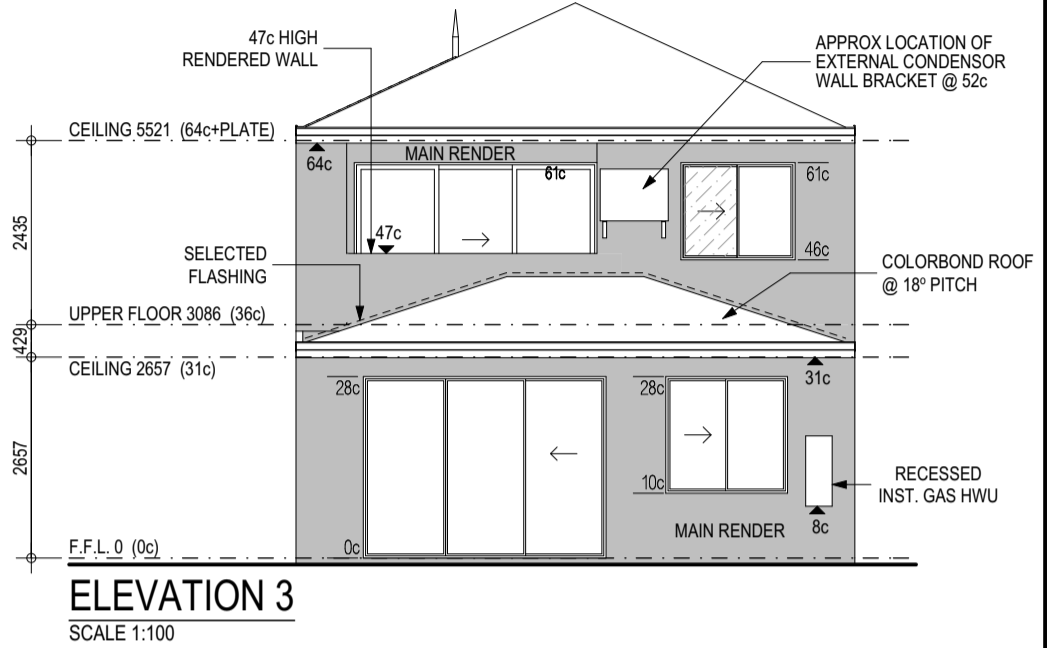 47c HIGH
RENDERED WALL
APPROX LOCATION OF
EXTERNAL CONDENSOR
WALL BRACKET @ 52c
CEILING 5521 (64c+PLATE)
64c
MAIN RENDER
61c
61c
2435
47c
46c
SELECTED
FLASHING
COLORBOND ROOF
@ 18º PITCH
UPPER FLOOR 3086 (36c)
429
CEILING 2657 (31c)
31c
28c
28c
2657
10c
RECESSED
INST. GAS HWU
8c
MAIN RENDER
0c
F.F.L. 0 (0c)
ELEVATION 3
SCALE 1:100